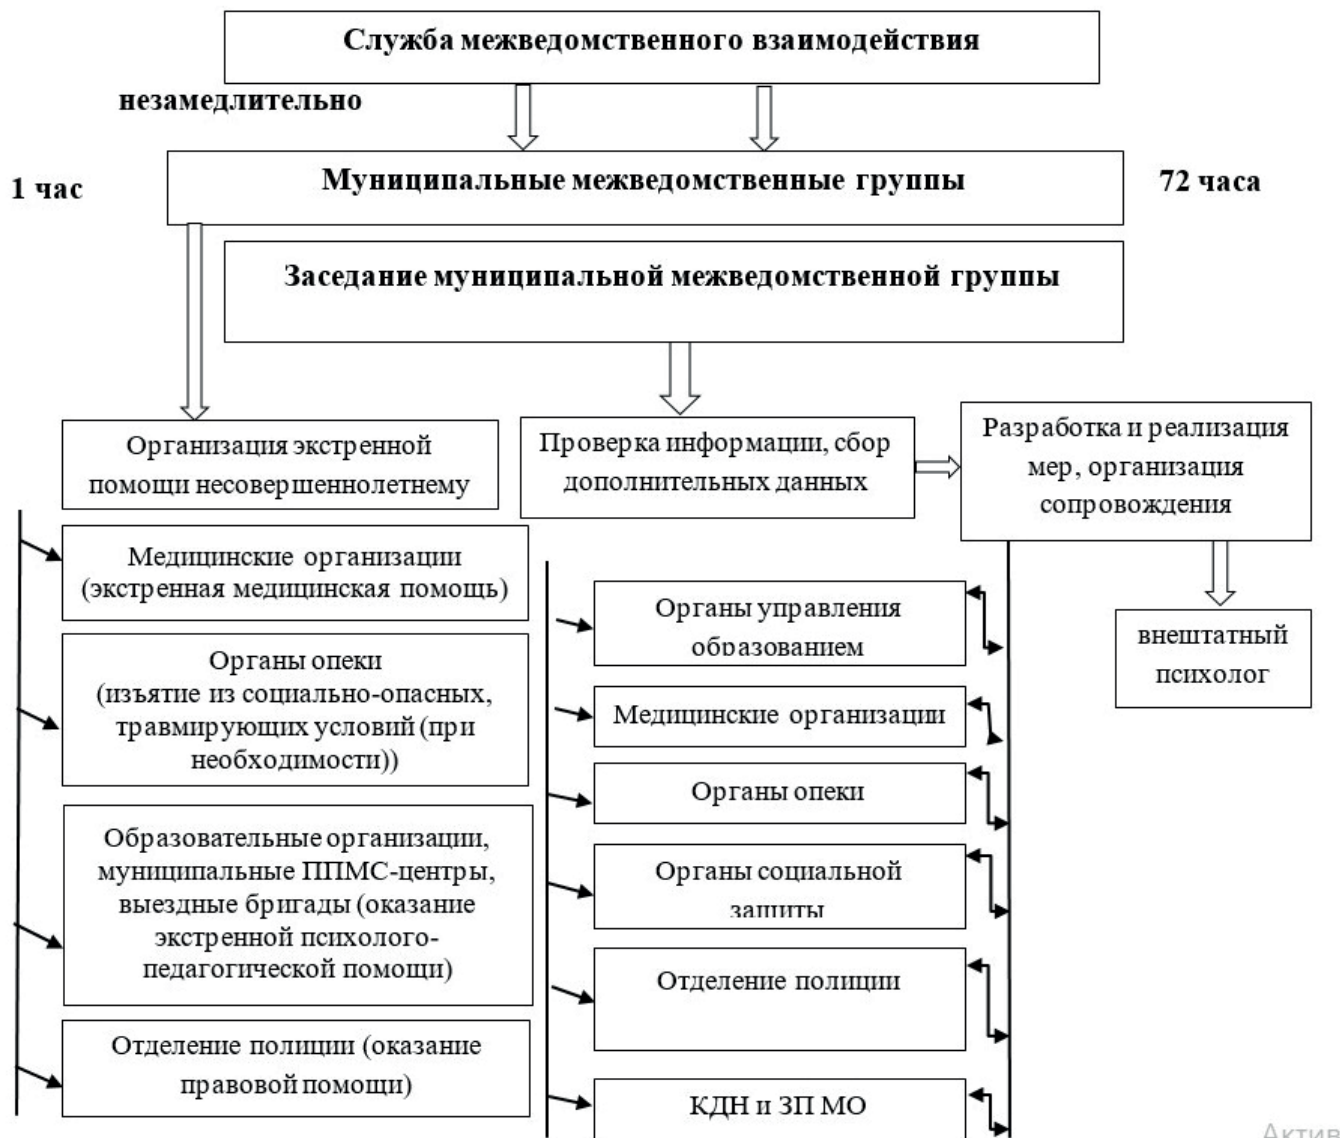 Служба межведомственного взаимодействия
незамедлительно
1 час
Муниципальные межведомственные группы
72 часа
Заседание муниципальной межведомственной группы
Организация экстренной
помощи несовершеннолетнему
Проверка информации, сбор
дополнительных данных
Разработка и реализация
мер, организация
сопровождения
Медицинские организации
(экстренная медицинская помощь)
Органы опеки
(изъятие из социально-опасных,
травмирующих условий (при
необходимости))
Образовательные организации,
муниципальные ППМС-центры,
выездные бригады (оказание
экстренной психолого-
педагогической помощи)
Отделение полиции (оказание
правовой помощи)
Органы управления
образованием
Медицинские организации
Органы опеки
Органы социальной
защиты
Отделение полиции
КДН и ЗП МО
внештатный
психолог
Актив